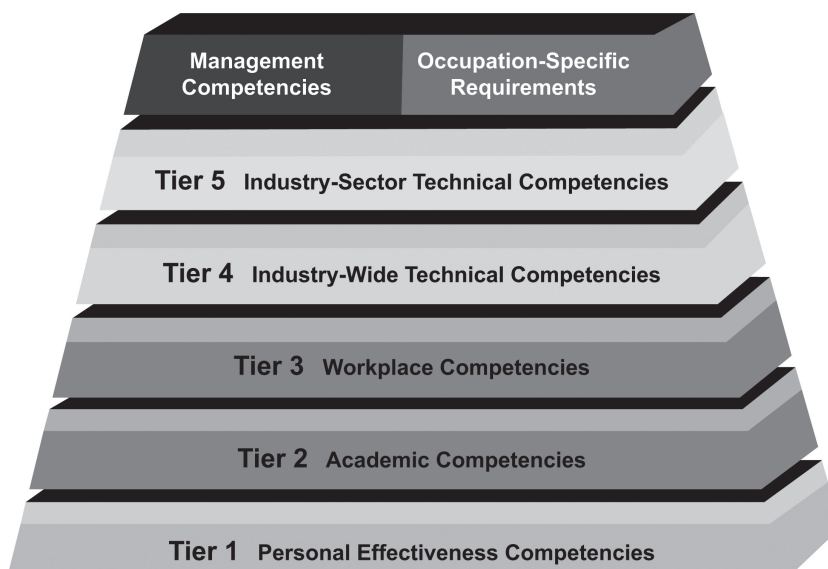 Management
Competencies
Occupation-Specific
Requirements
Tier 5 Industry-Sector Technical Competencies
Tier 4 Industry-Wide Technical Competencies
Tier 3 Workplace Competencies
Tier 2 Academic Competencies
Tier 1 Personal Effectiveness Competencies